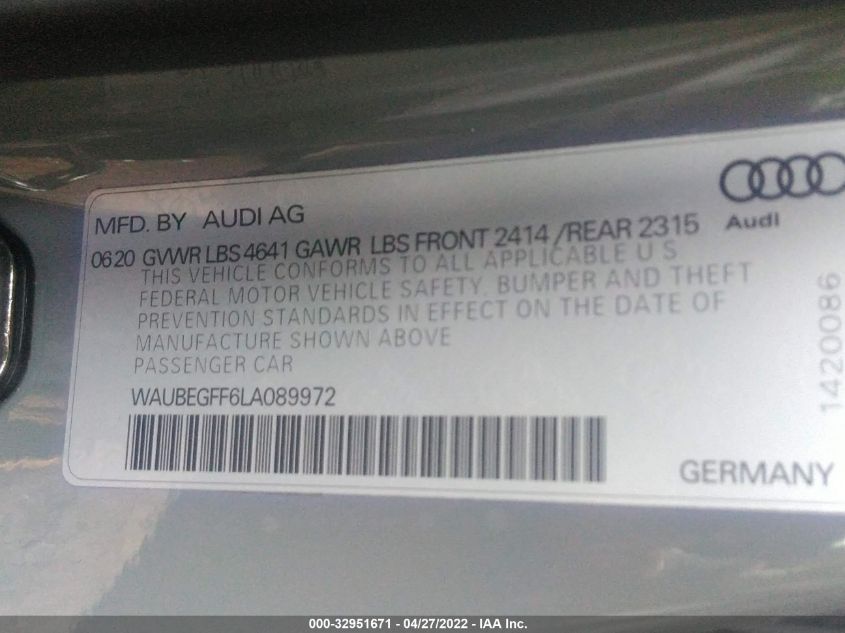 MFD. BY AUDI AG
Audi
0620 GVWR LBS 4641 GAWR LBS FRONT 2414 /REAR 2315
THIS VEHICLE CONFORMS TO ALL APPLICABLE U S
FEDERAL MOTOR VEHICLE SAFETY, BUMPER AND THEFT
PREVENTION STANDARDS IN EFFECT ON THE DATE OF
MANUFACTURE SHOWN ABOVE
PASSENGER CAR
WAUBEGFF6LA089972
GERMANY
1420086
000-32951671 - 04/27/2022 - IAA Inc.